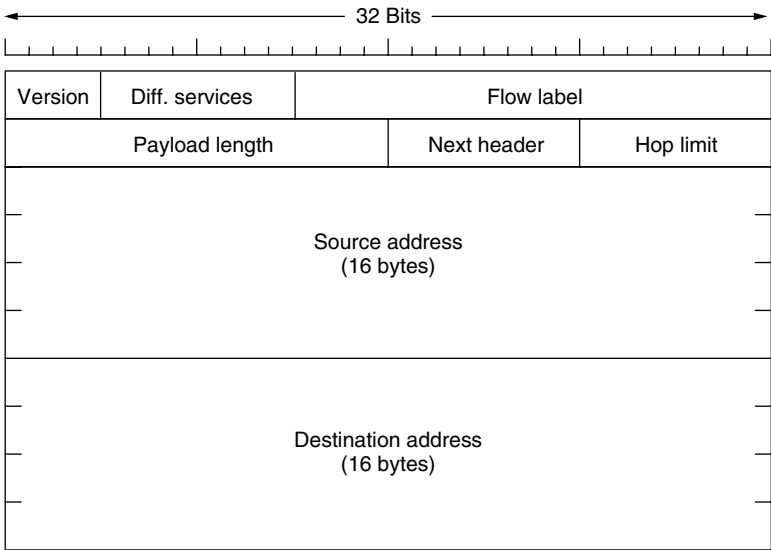 32 Bits
Version Diff. services Flow label
Payload length Next header Hop limit
Source address
(16 bytes)
Destination address
(16 bytes)